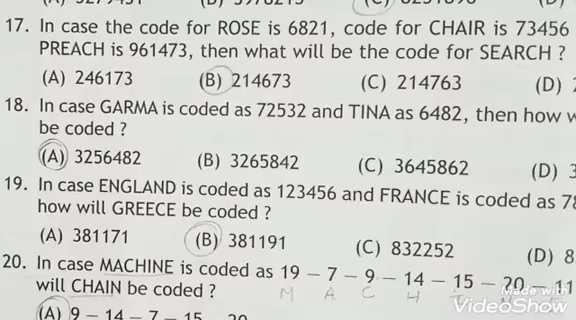 17. In case the code for ROSE is 6821, code for CHAIR is 73456
PREACH is 961473, then what will be the code for SEARCH ?
(A) 246173 (B) 214673 (C) 214763 (D)
18. In case GARMA is coded as 72532 and TINA as 6482, then how
be coded ?
(A) 3256482 (B) 3265842 (C) 3645862 (D) 3
19. In case ENGLAND is coded as 123456 and FRANCE is coded as 78
how will GREECE be coded ?
(A) 381171 (B) 381191 (C) 832252 (D) 8
20. In case MACHINE is coded as 19 – 7 – 9 – 14 – 15 – 20 – 11
will CHAIN be coded ?
M A C H
(A) 9 – 14 – 7 – 15
Made with
VideoShow